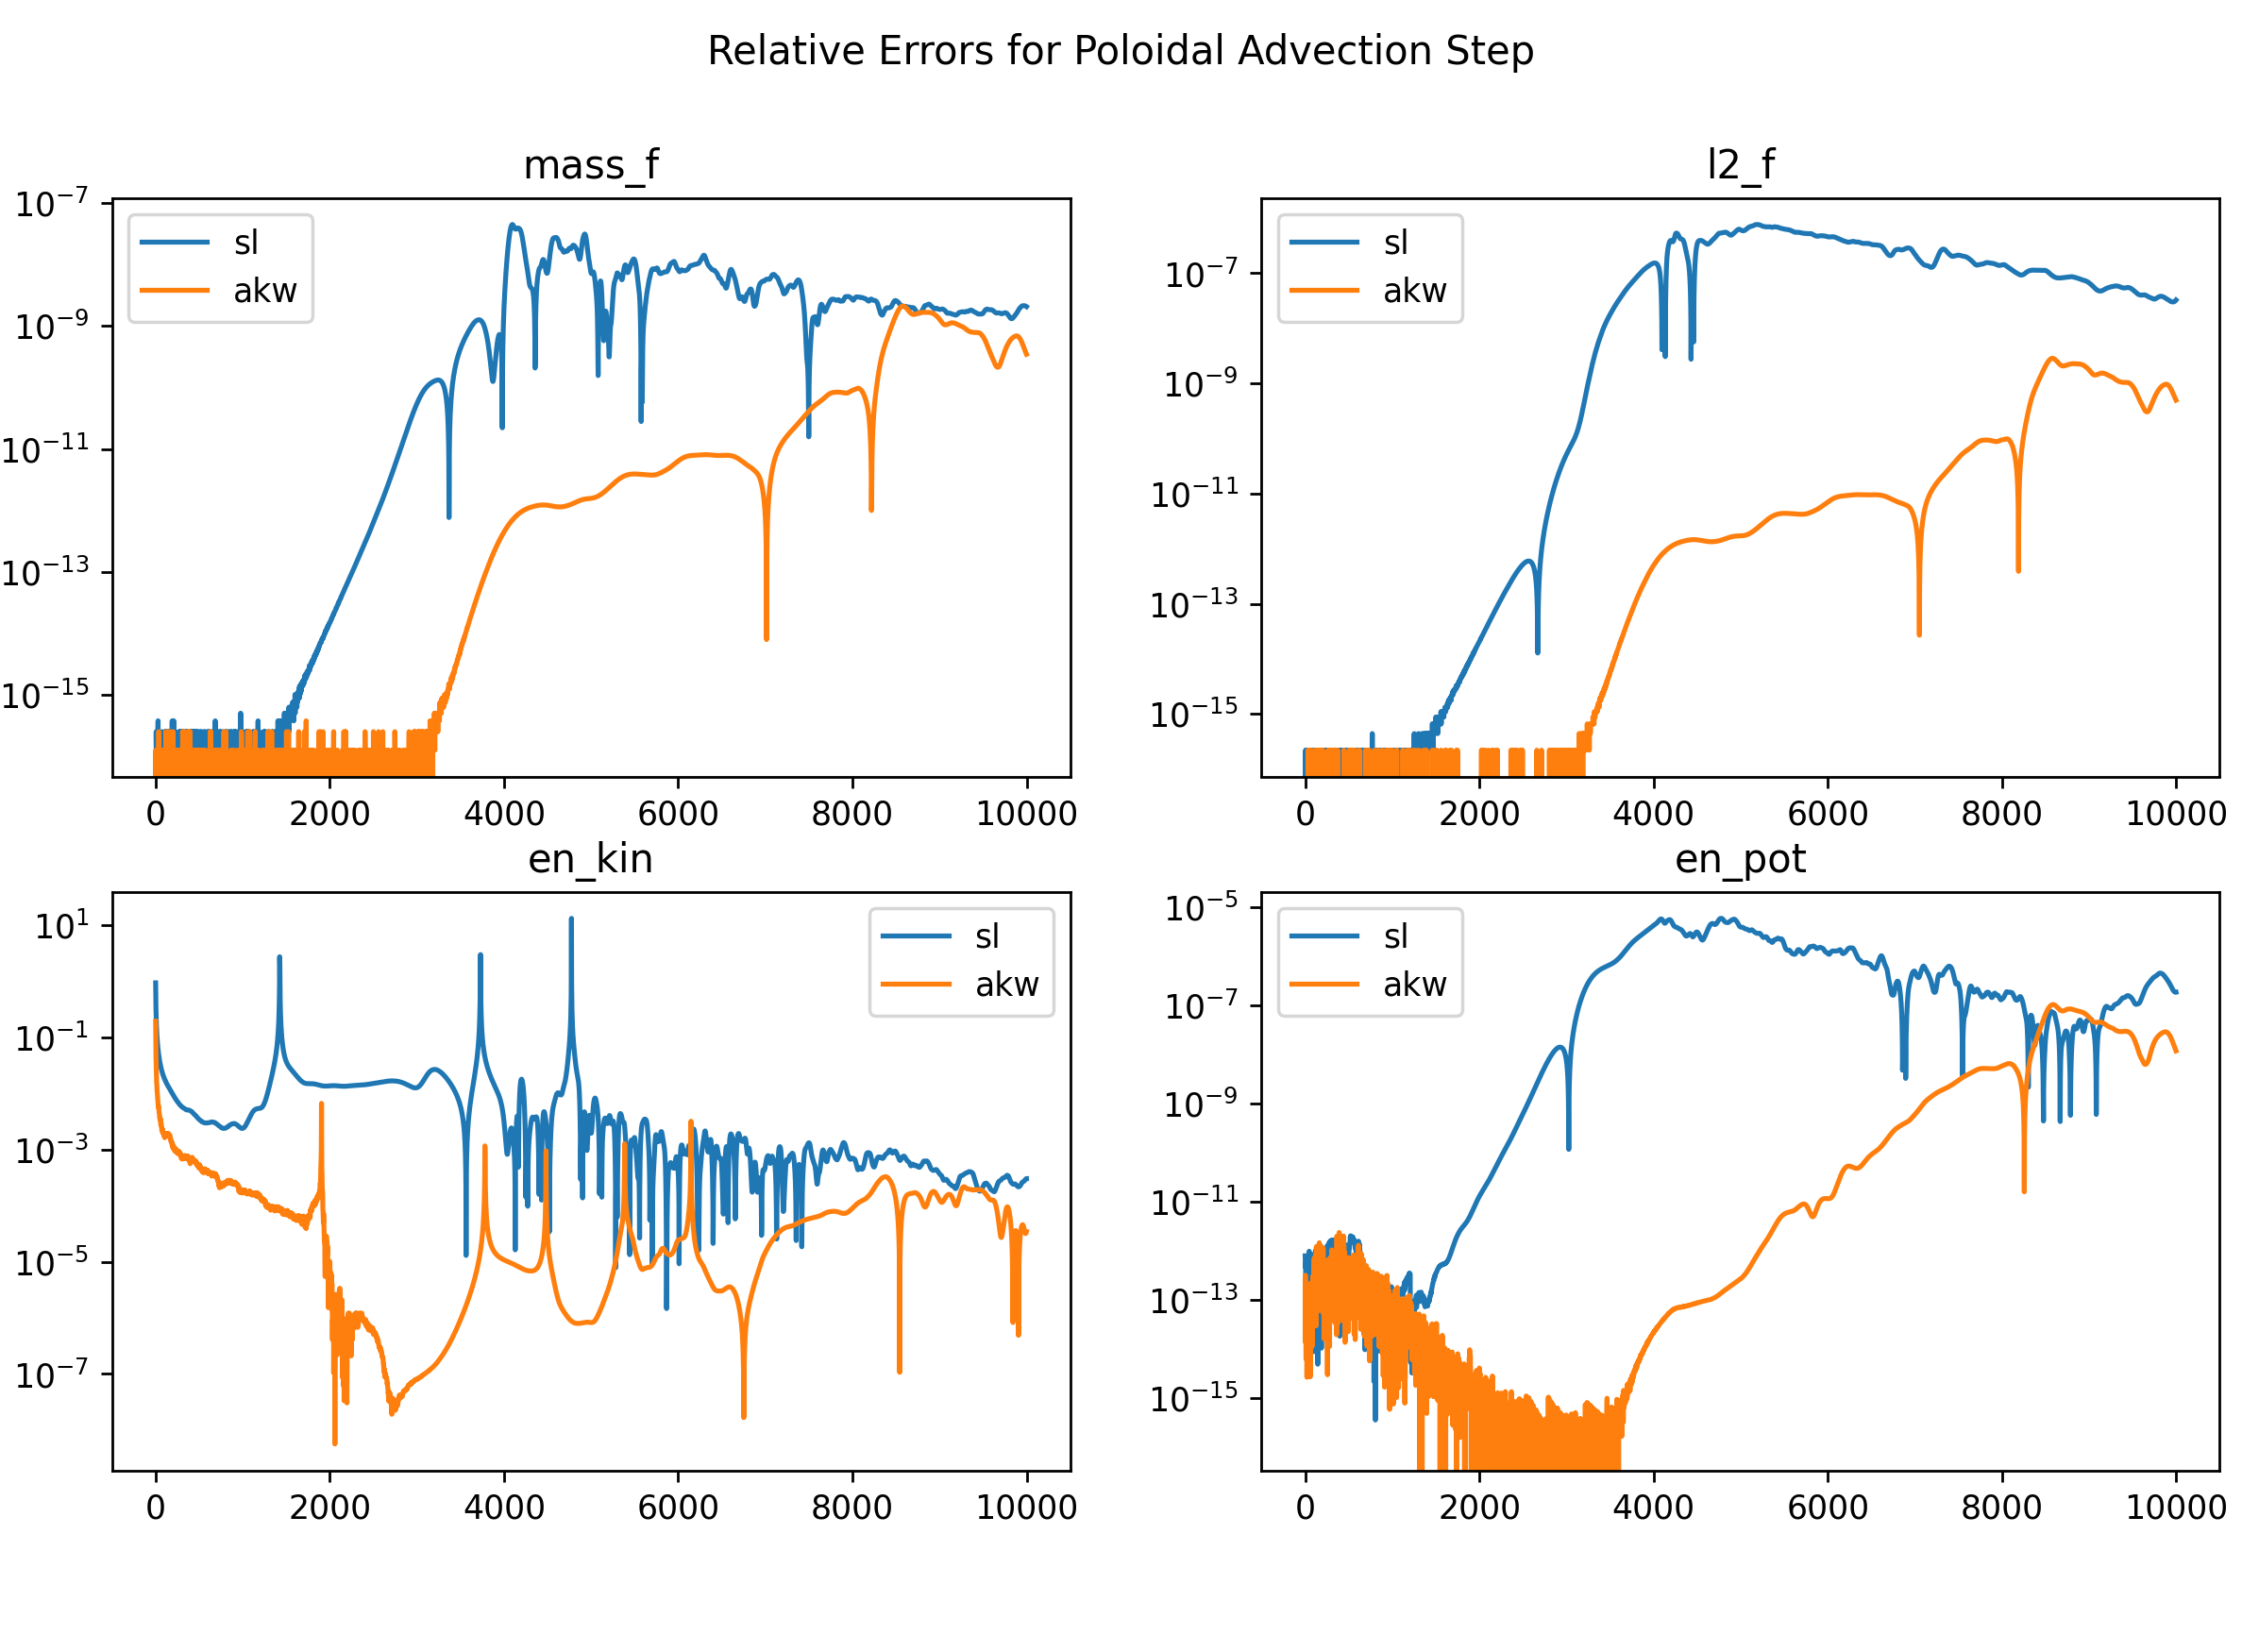 Relative Errors for Poloidal Advection Step
mass_f
10⁻⁷
10⁻⁹
10⁻¹¹
10⁻¹³
10⁻¹⁵
sl
akw
0 2000 4000 6000 8000 10000
l2_f
10⁻⁷
10⁻⁹
10⁻¹¹
10⁻¹³
10⁻¹⁵
sl
akw
0 2000 4000 6000 8000 10000
en_kin
10¹
10⁻¹
10⁻³
10⁻⁵
10⁻⁷
sl
akw
0 2000 4000 6000 8000 10000
en_pot
10⁻⁵
10⁻⁷
10⁻⁹
10⁻¹¹
10⁻¹³
10⁻¹⁵
sl
akw
0 2000 4000 6000 8000 10000